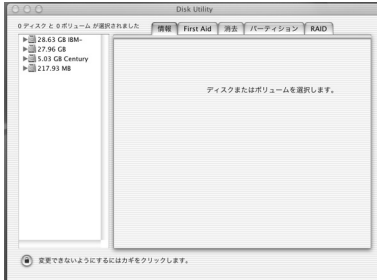 Disk Utility
0 ディスク と 0 ボリューム が選択されました
情報 First Aid 消去 パーティション RAID
28.63 GB IBM-
27.96 GB
5.03 GB Century
217.93 MB
ディスクまたはボリュームを選択します。
変更できないようにするにはカギをクリックします。